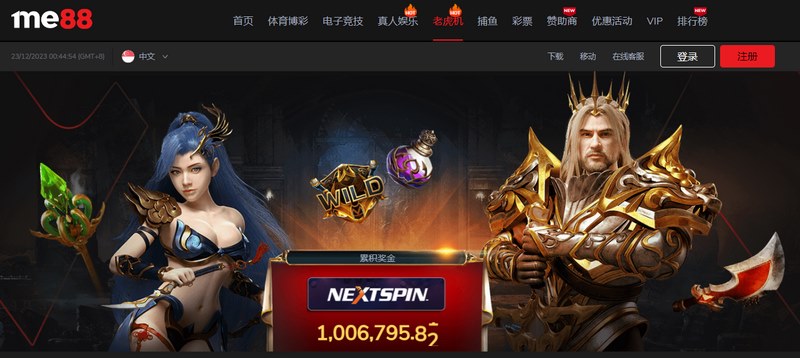 me88
首页 体育博彩 电子竞技 真人娱乐 HOT 老虎机 HOT 捕鱼 彩票 赞助商 NEW 优惠活动 VIP 排行榜 NEW
23/12/2023 00:44:54 (GMT+8) 中文 下载 移动 在线客服 登录 注册
WILD
累积奖金
NEXTSPIN
1,006,795.82